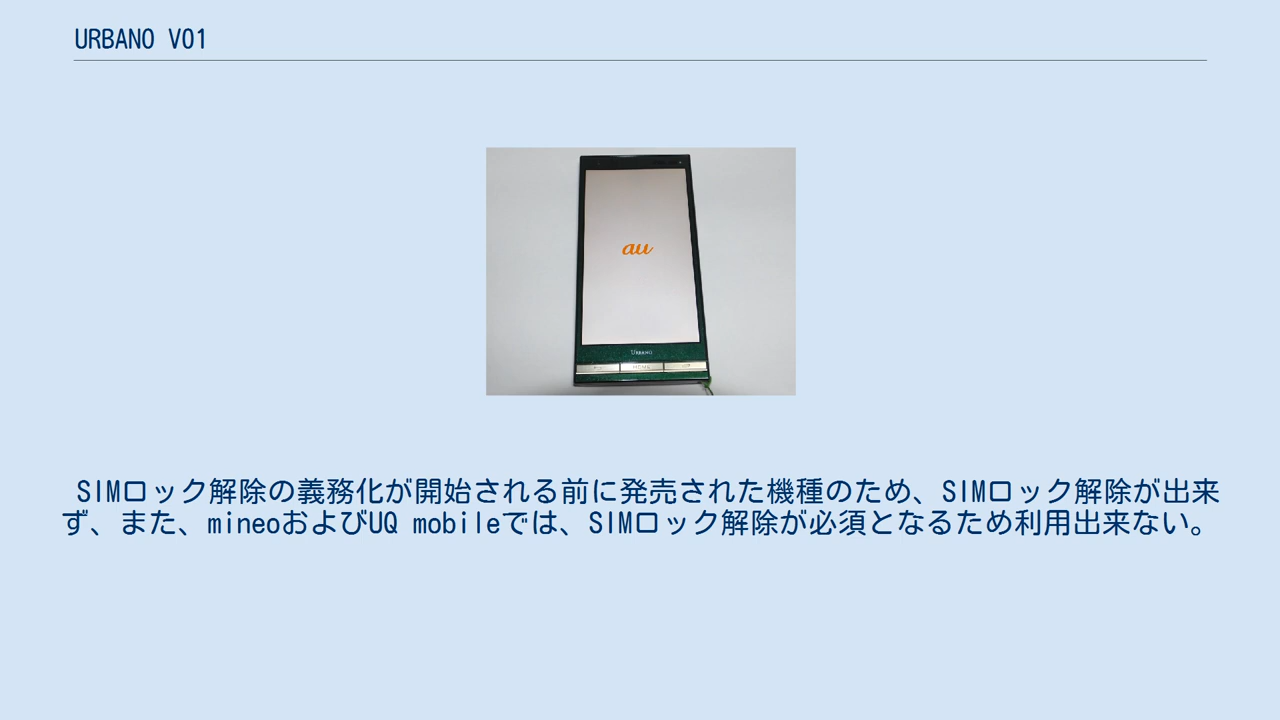 URBANO V01
au
URBANO
HOME
SIMロック解除の義務化が開始される前に発売された機種のため、SIMロック解除が出来
ず、また、mineoおよびUQ mobileでは、SIMロック解除が必須となるため利用出来ない。